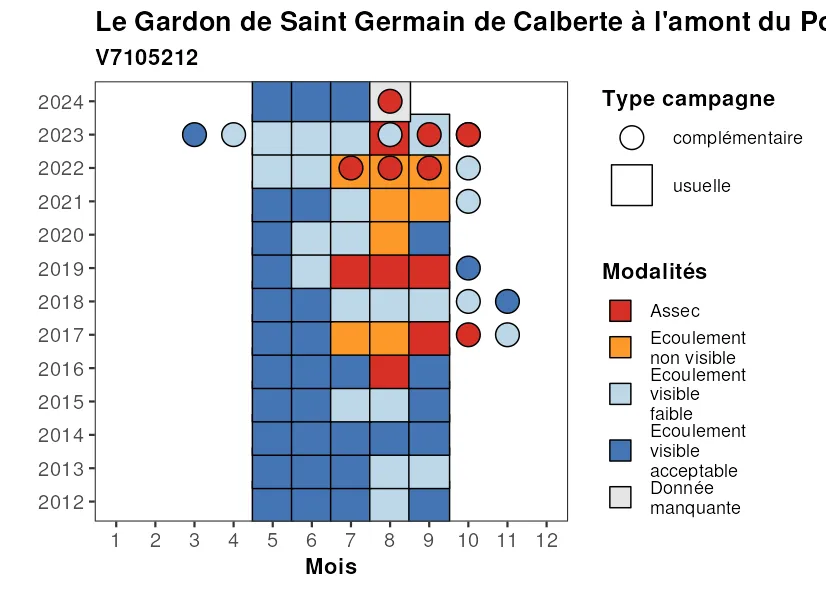 Le Gardon de Saint Germain de Calberte à l'amont du
V7105212
2024
2023
2022
2021
2020
2019
2018
2017
2016
2015
2014
2013
2012
1 2 3 4 5 6 7 8 9 10 11 12
Mois
Type campagne
complémentaire
usuelle
Modalités
Assec
Ecoulement
non visible
Ecoulement
visible
faible
Ecoulement
visible
acceptable
Donnée
manquante